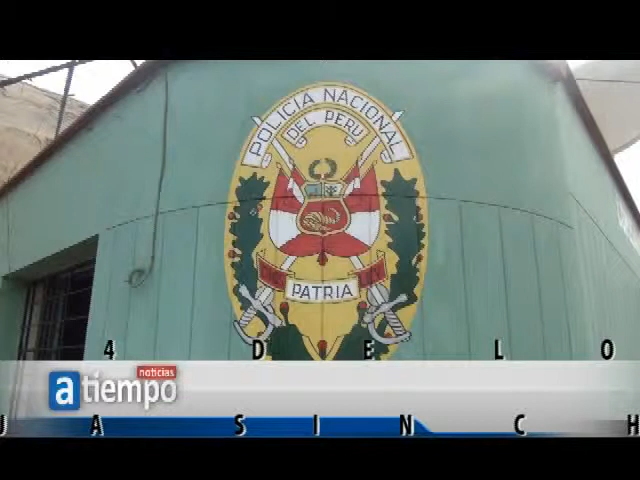 POLICIA NACIONAL
DEL PERU
PATRIA
4 D E L O
noticias
atiempo
U A S I N C H